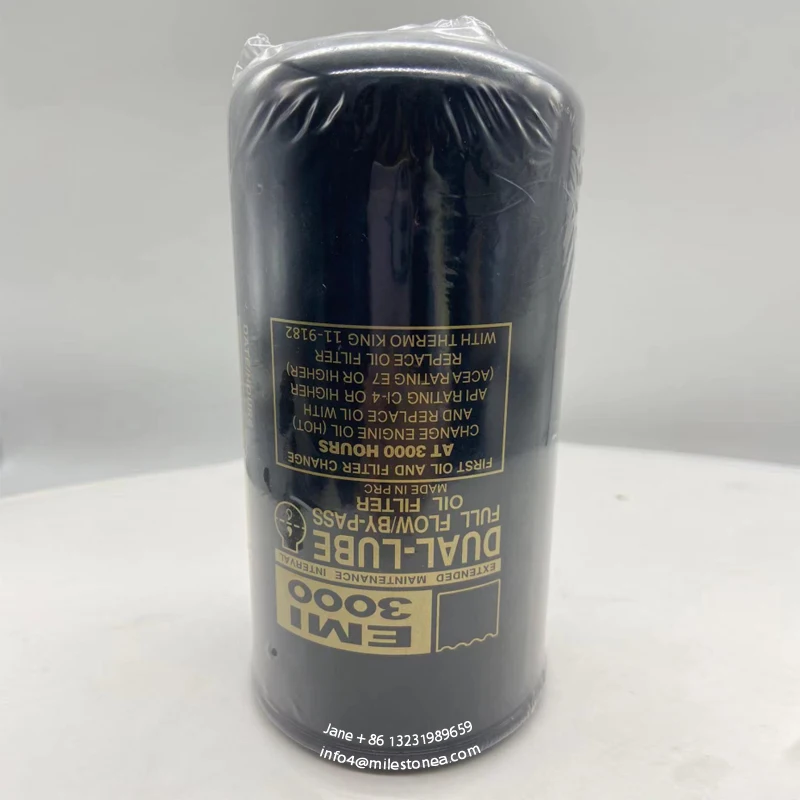 EMI
3000
EXTENDED MAINTENANCE INTERVAL
DUAL-LUBE
FULL FLOW/BY-PASS
OIL FILTER
MADE IN PRC
FIRST OIL AND FILTER CHANGE
AT 3000 HOURS
CHANGE ENGINE OIL (HOT)
AND REPLACE OIL WITH
API RATING CI-4 OR HIGHER
(ACEA RATING E7 OR HIGHER)
REPLACE OIL FILTER
WITH THERMO KING 11-9182
Jane + 86 13231989659
info4@milestonea.com